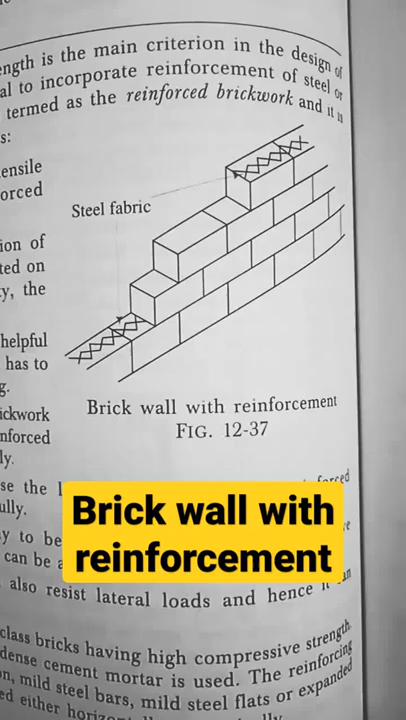 ength is the main criterion in the design of
al to incorporate reinforcement of steel or
termed as the reinforced brickwork and it is
s:
ensile
orced
Steel fabric
ion of
ted on
y, the
helpful
has to
g.
ickwork
nforced
ly.
Brick wall with reinforcement
FIG. 12-37
se the l
forced
ully.
Brick wall with
reinforcement
y to be
can be a
also resist lateral loads and hence it can
class bricks having high compressive strength.
dense cement mortar is used. The reinforcing
n, mild steel bars, mild steel flats or expanded
ed either